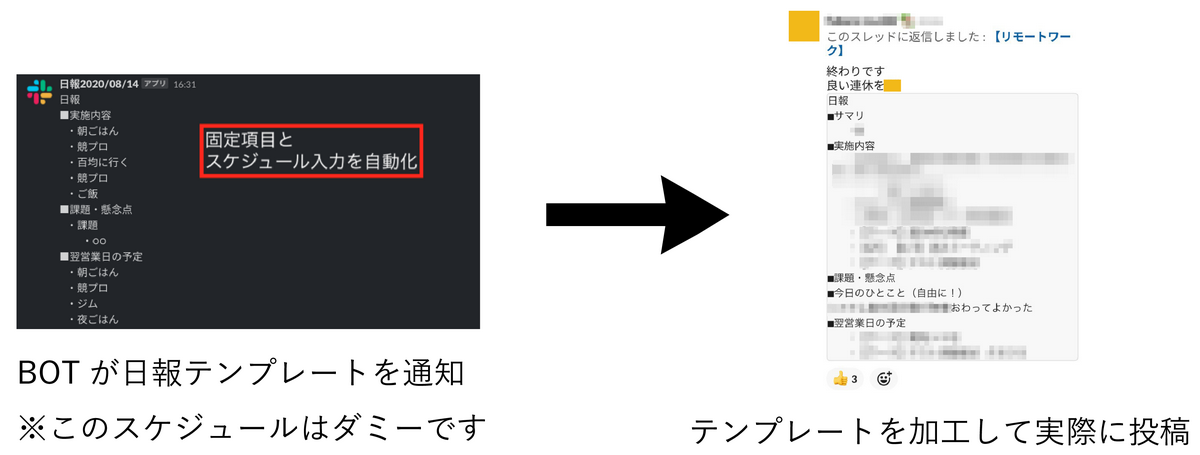 日報2020/08/14 アプリ 16:31
日報
■実施内容
・朝ごはん
・競プロ
・百均に行く
・競プロ
・ご飯
■課題・懸念点
・課題
・○○
■翌営業日の予定
・朝ごはん
・競プロ
・ジム
・夜ごはん
固定項目と
スケジュール入力を自動化
BOT が日報テンプレートを通知
※このスケジュールはダミーです
このスレッドに返信しました:【リモートワー
ク】
終わりです
良い連休を
日報
■サマリ
■実施内容
■課題・懸念点
■今日のひとこと（自由に！）
おわってよかった
■翌営業日の予定
3
テンプレートを加工して実際に投稿